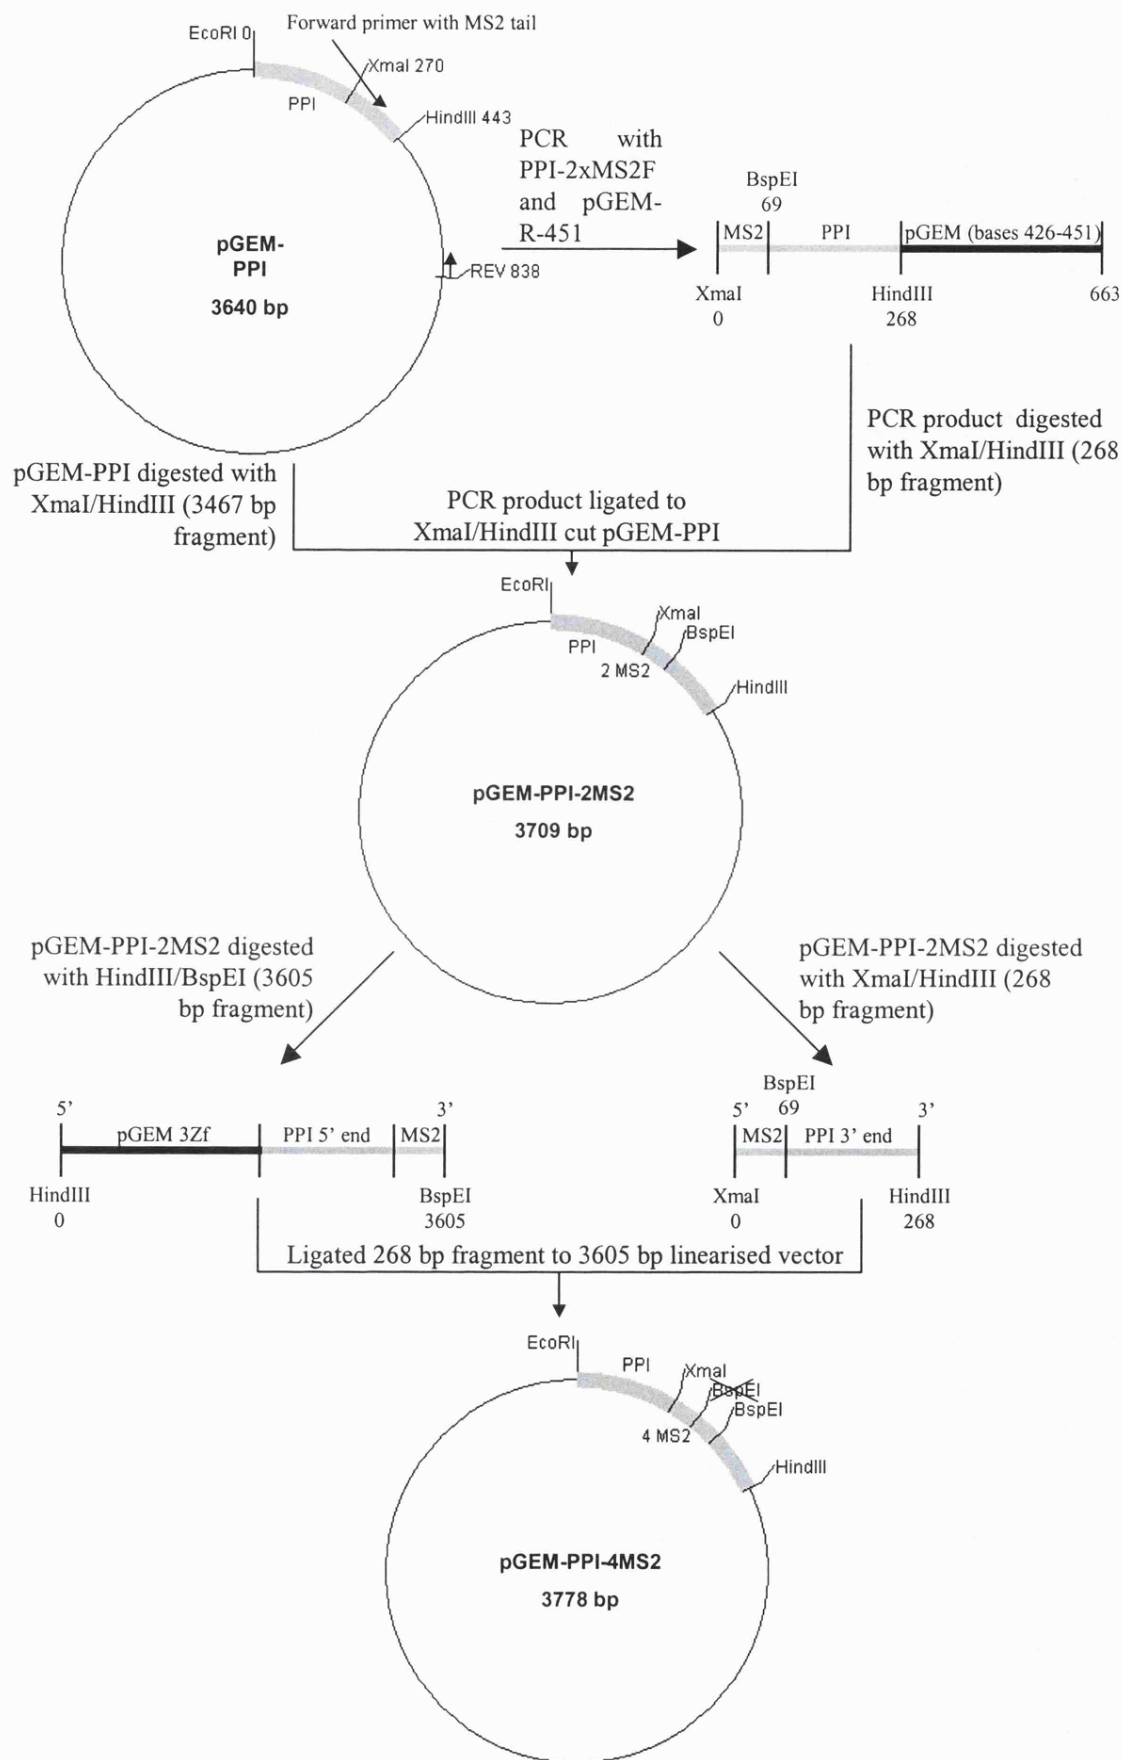 Forward primer with MS2 tail
EcoRI 0
XmaI 270
PPI
HindIII 443
pGEM-
PPI
3640 bp
REV 838
PCR with
PPI-2xMS2F
and pGEM-
R-451
BspEI
69
MS2 PPI pGEM (bases 426-451)
XmaI HindIII 663
0 268
pGEM-PPI digested with
XmaI/HindIII (3467 bp
fragment)
PCR product digested
with XmaI/HindIII (268
bp fragment)
PCR product ligated to
XmaI/HindIII cut pGEM-PPI
EcoRI
XmaI
BspEI
PPI
2 MS2
HindIII
pGEM-PPI-2MS2
3709 bp
pGEM-PPI-2MS2 digested
with HindIII/BspEI (3605
bp fragment)
pGEM-PPI-2MS2 digested
with XmaI/HindIII (268
bp fragment)
5' 3'
pGEM 3Zf PPI 5' end MS2
HindIII BspEI
0 3605
BspEI
5' 69 3'
MS2 PPI 3' end
XmaI HindIII
0 268
Ligated 268 bp fragment to 3605 bp linearised vector
EcoRI
PPI
XmaI
BspEI
BspEI
4 MS2
HindIII
pGEM-PPI-4MS2
3778 bp